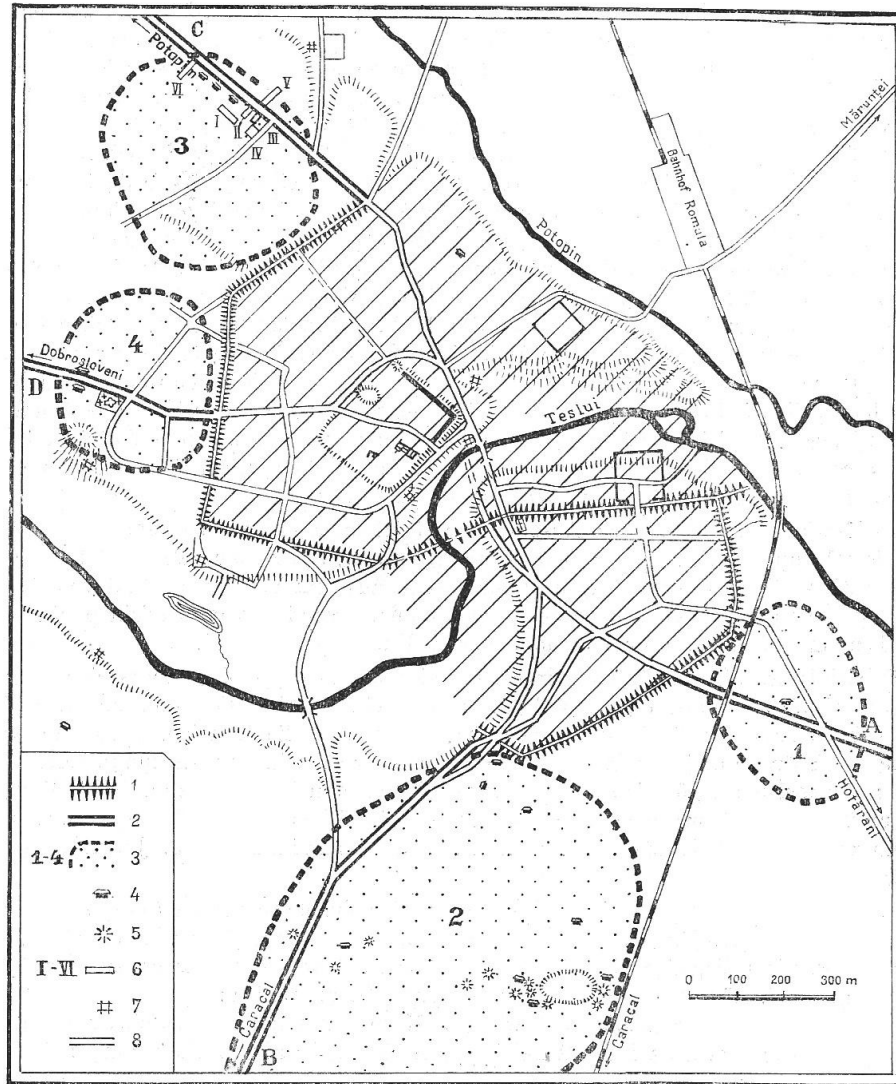 C
Potopin
VI
V
I
II
III
IV
3
Mărunței
Bahnhof Romula
Potopin
4
Dobrosloveni
D
Teslui
A
1
Hotărani
2
Caracal
B
Caracal
0 100 200 300 m
1
2
1-4 3
4
5
I-VI 6
7
8